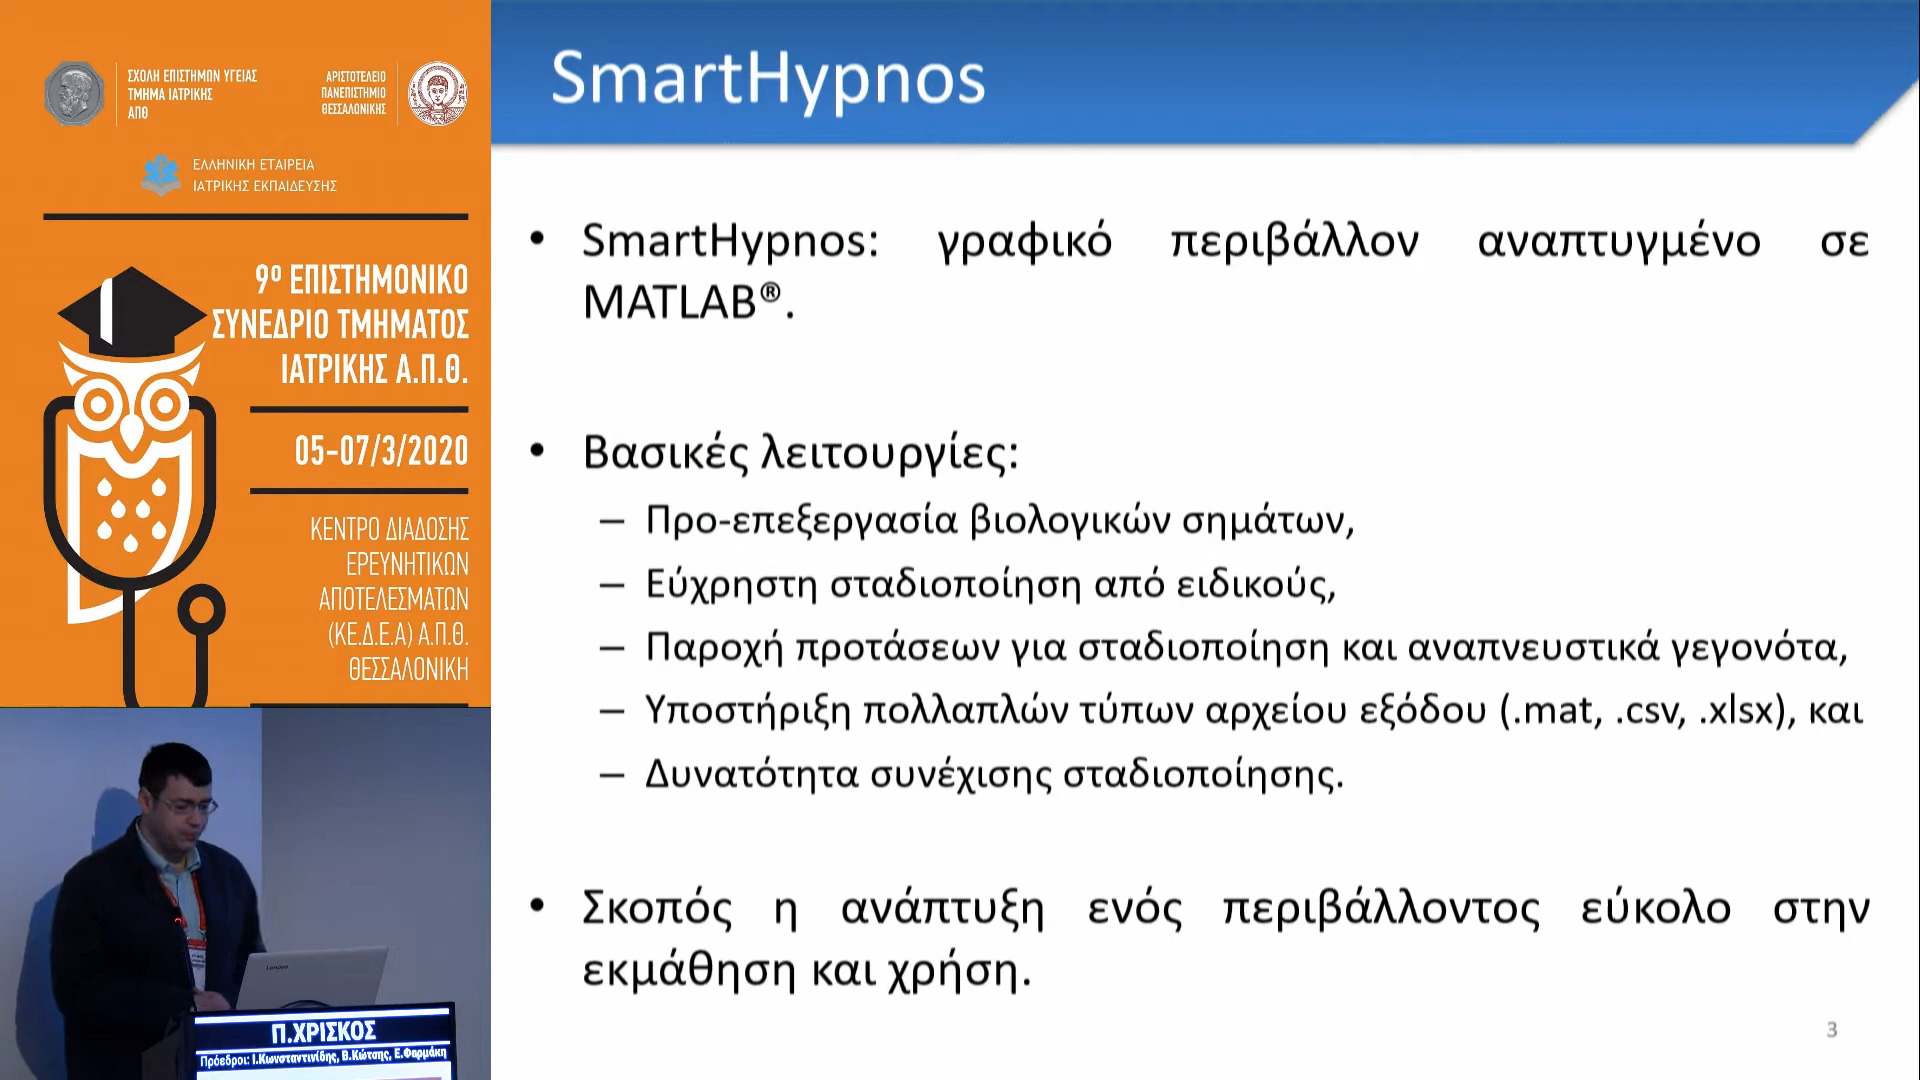 ΣΧΟΛΗ ΕΠΙΣΤΗΜΩΝ ΥΓΕΙΑΣ
ΤΜΗΜΑ ΙΑΤΡΙΚΗΣ
ΑΠΘ
ΑΡΙΣΤΟΤΕΛΕΙΟ
ΠΑΝΕΠΙΣΤΗΜΙΟ
ΘΕΣΣΑΛΟΝΙΚΗΣ
ΕΛΛΗΝΙΚΗ ΕΤΑΙΡΕΙΑ
ΙΑΤΡΙΚΗΣ ΕΚΠΑΙΔΕΥΣΗΣ
9ο ΕΠΙΣΤΗΜΟΝΙΚΟ
ΣΥΝΕΔΡΙΟ ΤΜΗΜΑΤΟΣ
ΙΑΤΡΙΚΗΣ Α.Π.Θ.
05-07/3/2020
ΚΕΝΤΡΟ ΔΙΑΔΟΣΗΣ
ΕΡΕΥΝΗΤΙΚΩΝ
ΑΠΟΤΕΛΕΣΜΑΤΩΝ
(ΚΕ.Δ.Ε.Α) Α.Π.Θ.
ΘΕΣΣΑΛΟΝΙΚΗ
Lenovo
Π.ΧΡΙΣΚΟΣ
Πρόεδροι: Ι.Κωνσταντινίδης, Β.Κώτσης, Ε.Φαρμάκη
SmartHypnos
• SmartHypnos: γραφικό περιβάλλον αναπτυγμένο σε
MATLAB®.
• Βασικές λειτουργίες:
– Προ-επεξεργασία βιολογικών σημάτων,
– Εύχρηστη σταδιοποίηση από ειδικούς,
– Παροχή προτάσεων για σταδιοποίηση και αναπνευστικά γεγονότα,
– Υποστήριξη πολλαπλών τύπων αρχείου εξόδου (.mat, .csv, .xlsx), και
– Δυνατότητα συνέχισης σταδιοποίησης.
• Σκοπός η ανάπτυξη ενός περιβάλλοντος εύκολο στην
εκμάθηση και χρήση.
3